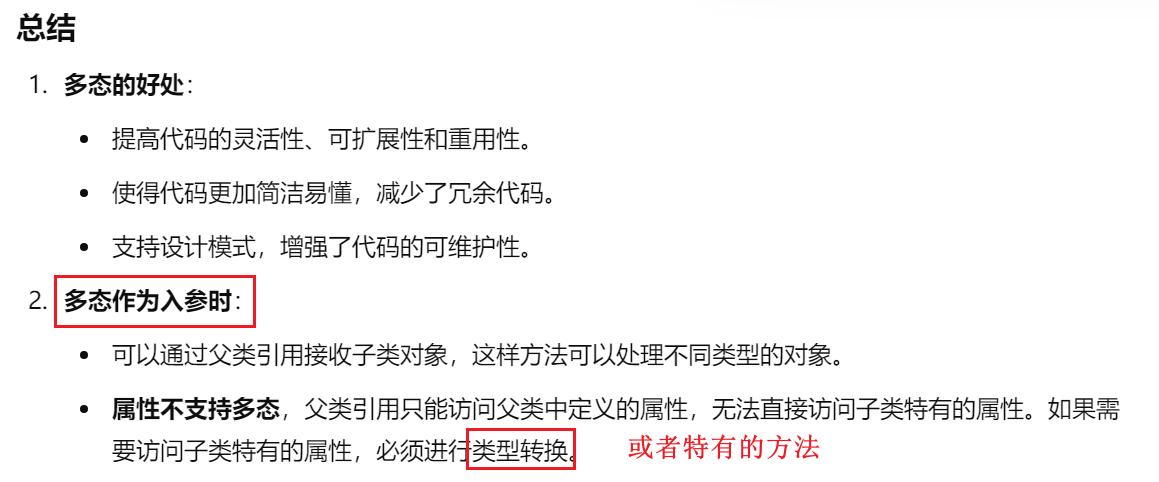 总结
1. 多态的好处：
• 提高代码的灵活性、可扩展性和重用性。
• 使得代码更加简洁易懂，减少了冗余代码。
• 支持设计模式，增强了代码的可维护性。
2. 多态作为入参时：
• 可以通过父类引用接收子类对象，这样方法可以处理不同类型的对象。
• 属性不支持多态，父类引用只能访问父类中定义的属性，无法直接访问子类特有的属性。如果需
要访问子类特有的属性，必须进行类型转换。 或者特有的方法